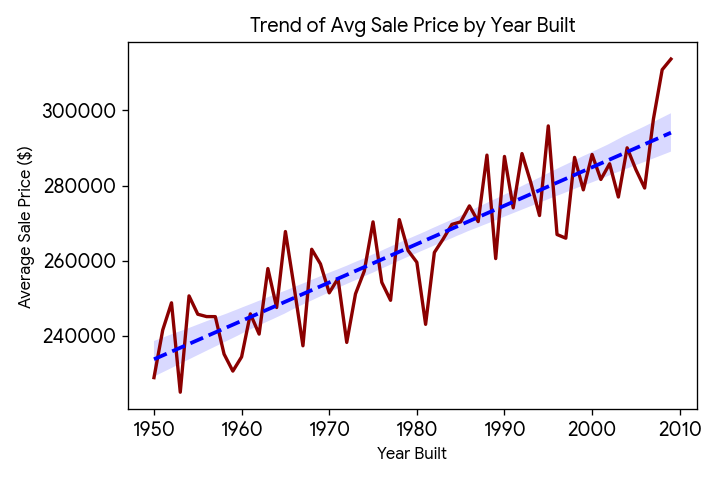 Trend of Avg Sale Price by Year Built
Average Sale Price ($)
300000
280000
260000
240000
1950 1960 1970 1980 1990 2000 2010
Year Built